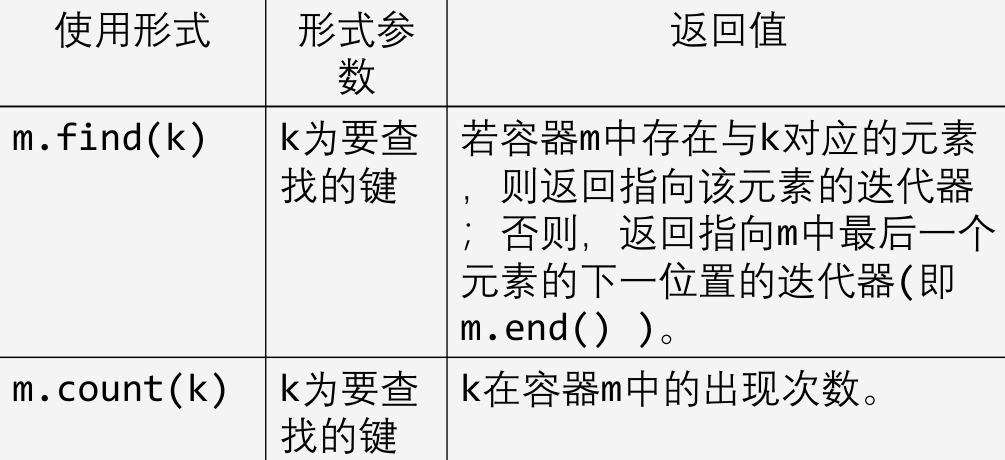 使用形式
形式参
数
返回值
m.find(k)
k为要查
找的键
若容器m中存在与k对应的元素
，则返回指向该元素的迭代器
；否则，返回指向m中最后一个
元素的下一位置的迭代器(即
m.end() )。
m.count(k)
k为要查
找的键
k在容器m中的出现次数。